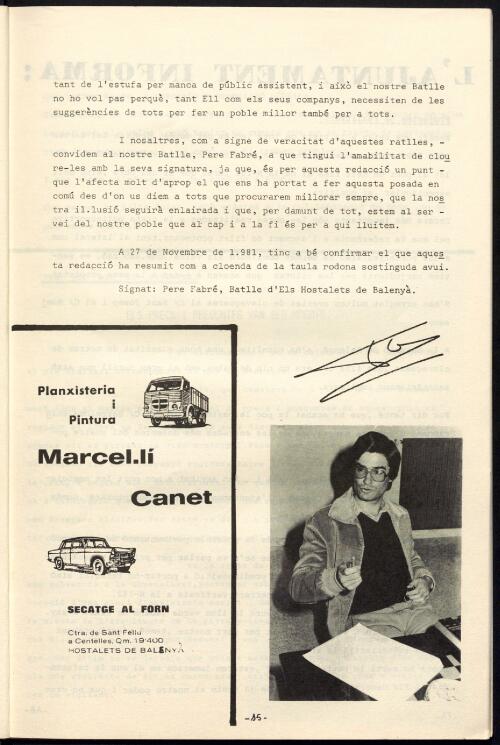 tant de l'estufa per manca de públic assistent, i això el nostre Batlle
no ho vol pas perquè, tant Ell com els seus companys, necessiten de les
suggerències de tots per fer un poble millor també per a tots.
I nosaltres, com a signe de veracitat d'aquestes ratlles, -
convidem al nostre Batlle, Pere Fabré, a que tingui l'amabilitat de clou
re-les amb la seva signatura, ja que, és per aquesta redacció un punt -
que l'afecta molt d'aprop el que ens ha portat a fer aquesta posada en
comú des d'on us diem a tots que procurarem millorar sempre, que la nos
tra il.lusió seguirà enlairada i que, per damunt de tot, estem al ser -
vei del nostre poble que al cap i a la fi és per a qui lluitem.
A 27 de Novembre de 1.981, tinc a bé confirmar el que aques
ta redacció ha resumit com a cloenda de la taula rodona sostinguda avui.
Signat: Pere Fabré, Batlle d'Els Hostalets de Balenyà.
Planxisteria
i
Pintura
Marcel.lí
Canet
SECATGE AL FORN
Ctra. de Sant Feliu
a Centelles, Qm. 19'400
HOSTALETS DE BALENYÀ
-85-